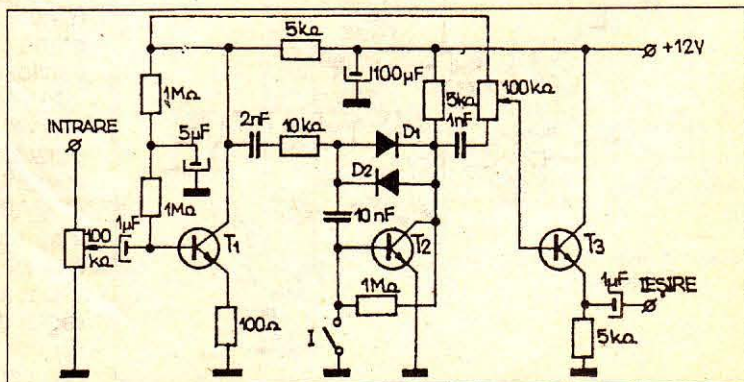 5kΩ
+12V
100µF
1MΩ
5kΩ
100kΩ
INTRARE
5µF
2nF
10kΩ
D1
1nF
D2
1MΩ
10nF
100
kΩ
1µF
T1
T2
T3
1µF
IEŞIRE
1MΩ
100Ω
I
5kΩ